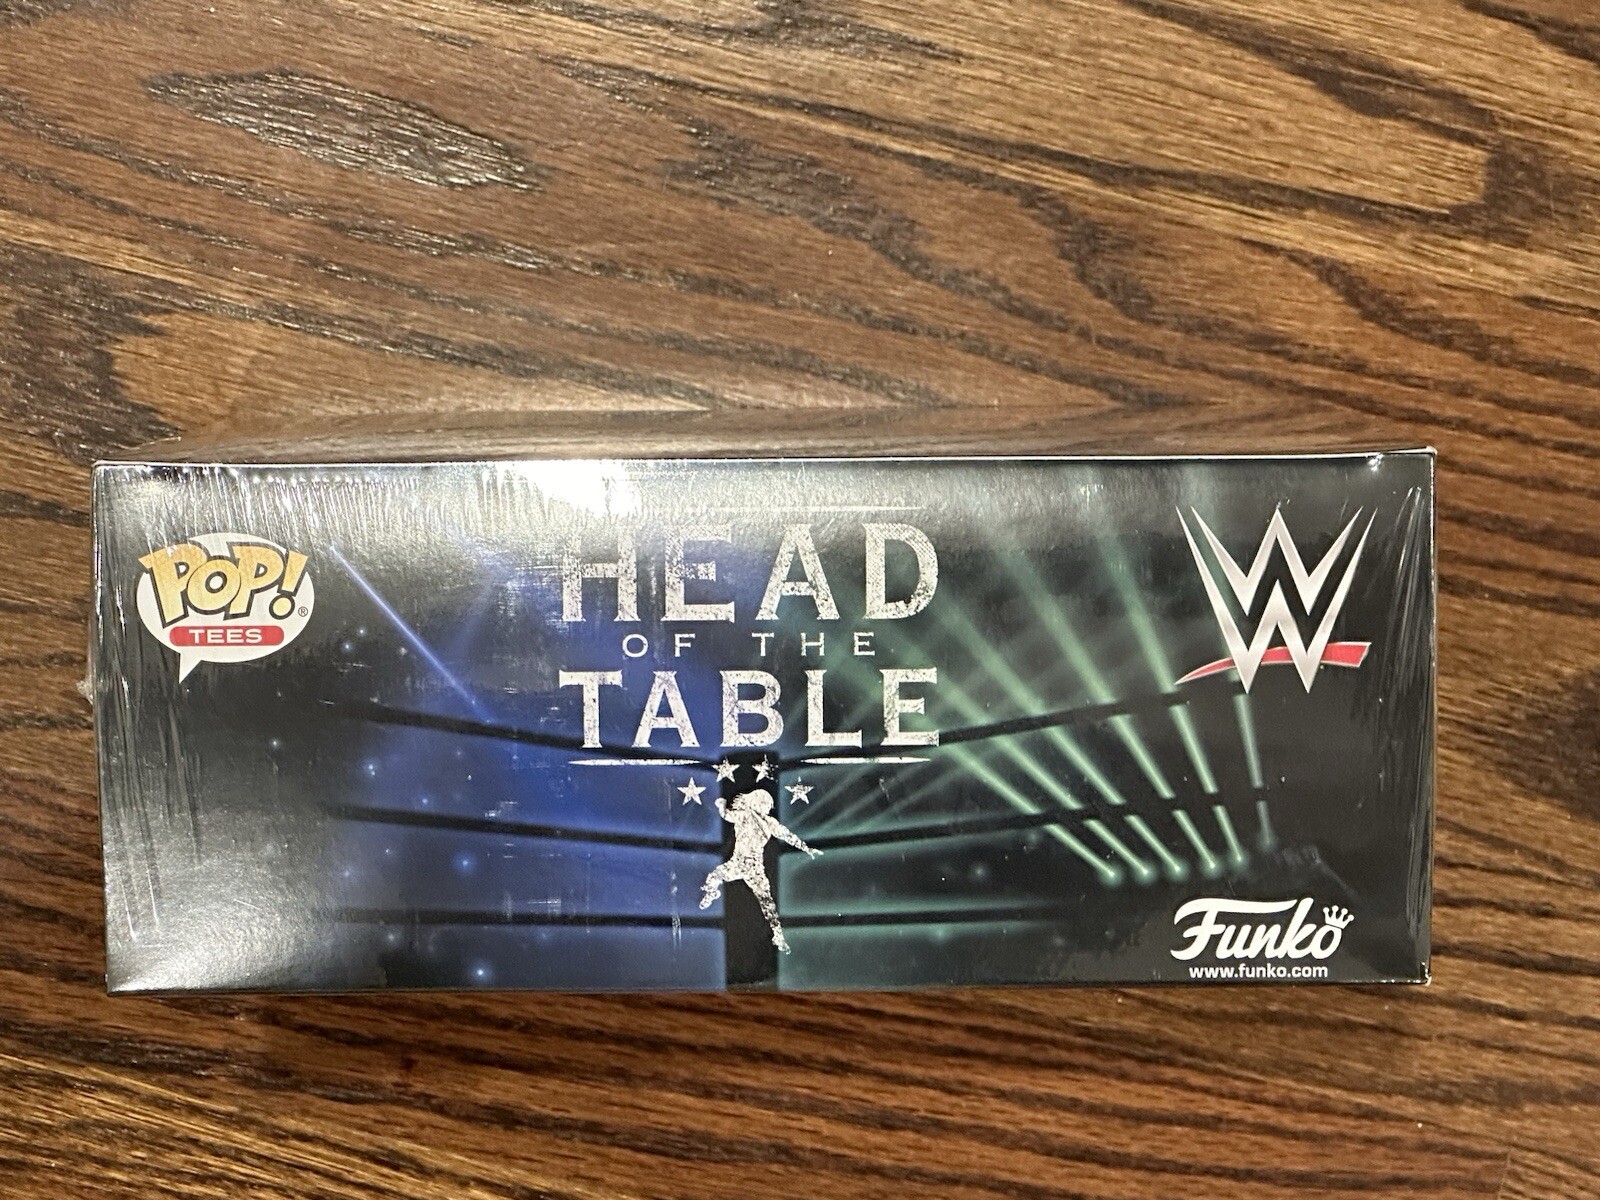 POP!®
TEES
HEAD
OF THE
TABLE
W
Funko
www.funko.com